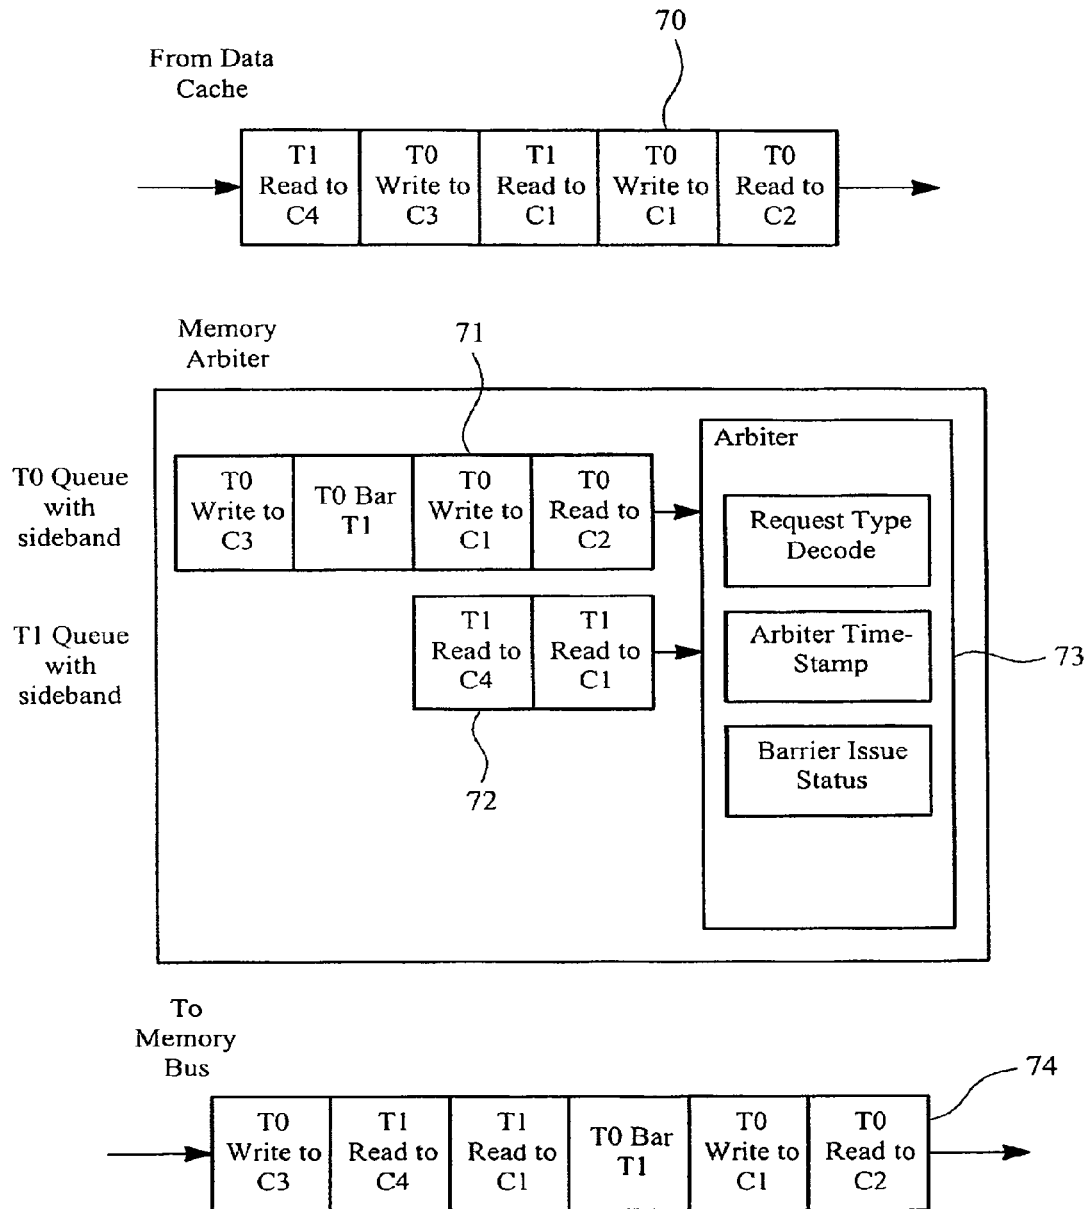 70
From Data
Cache
T1 Read to C4
T0 Write to C3
T1 Read to C1
T0 Write to C1
T0 Read to C2
Memory
Arbiter
71
T0 Queue
with
sideband
T0 Write to C3
T0 Bar T1
T0 Write to C1
T0 Read to C2
T1 Queue
with
sideband
T1 Read to C4
T1 Read to C1
72
Arbiter
Request Type
Decode
Arbiter Time-
Stamp
Barrier Issue
Status
73
To
Memory
Bus
74
T0 Write to C3
T1 Read to C4
T1 Read to C1
T0 Bar T1
T0 Write to C1
T0 Read to C2